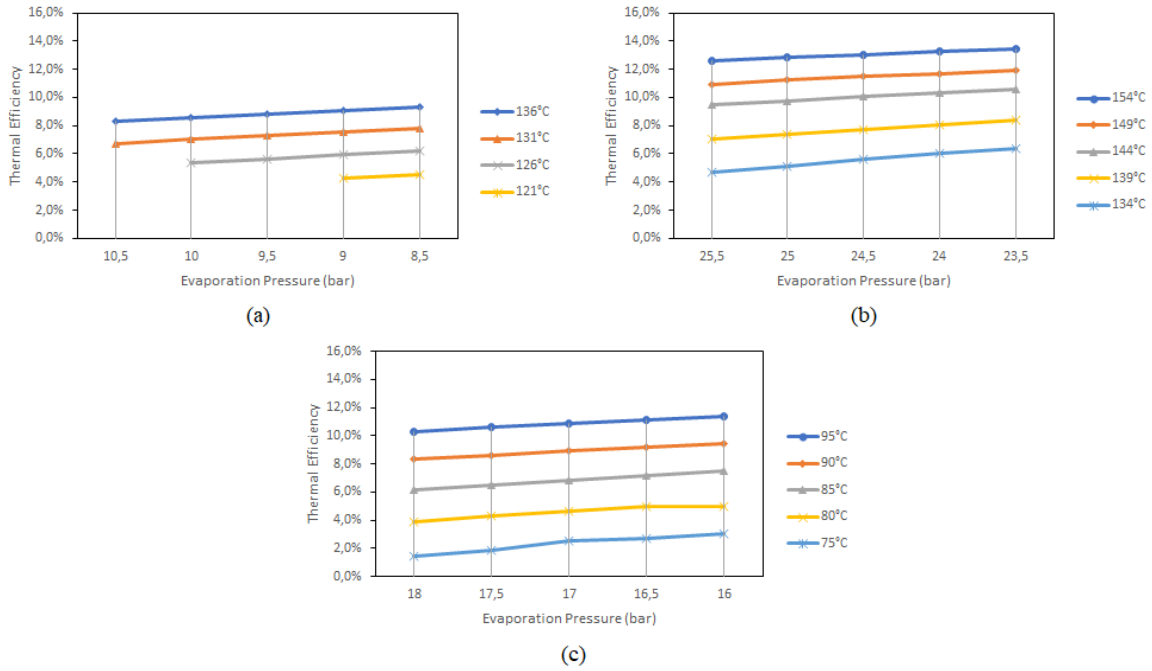 16,0%
14,0%
12,0%
10,0%
8,0%
6,0%
4,0%
2,0%
0,0%
Thermal Efficiency
10,5 10 9,5 9 8,5
Evaporation Pressure (bar)
136°C
131°C
126°C
121°C
(a)
16,0%
14,0%
12,0%
10,0%
8,0%
6,0%
4,0%
2,0%
0,0%
Thermal Efficiency
25,5 25 24,5 24 23,5
Evaporation Pressure (bar)
154°C
149°C
144°C
139°C
134°C
(b)
16,0%
14,0%
12,0%
10,0%
8,0%
6,0%
4,0%
2,0%
0,0%
Thermal Efficiency
18 17,5 17 16,5 16
Evaporation Pressure (bar)
95°C
90°C
85°C
80°C
75°C
(c)